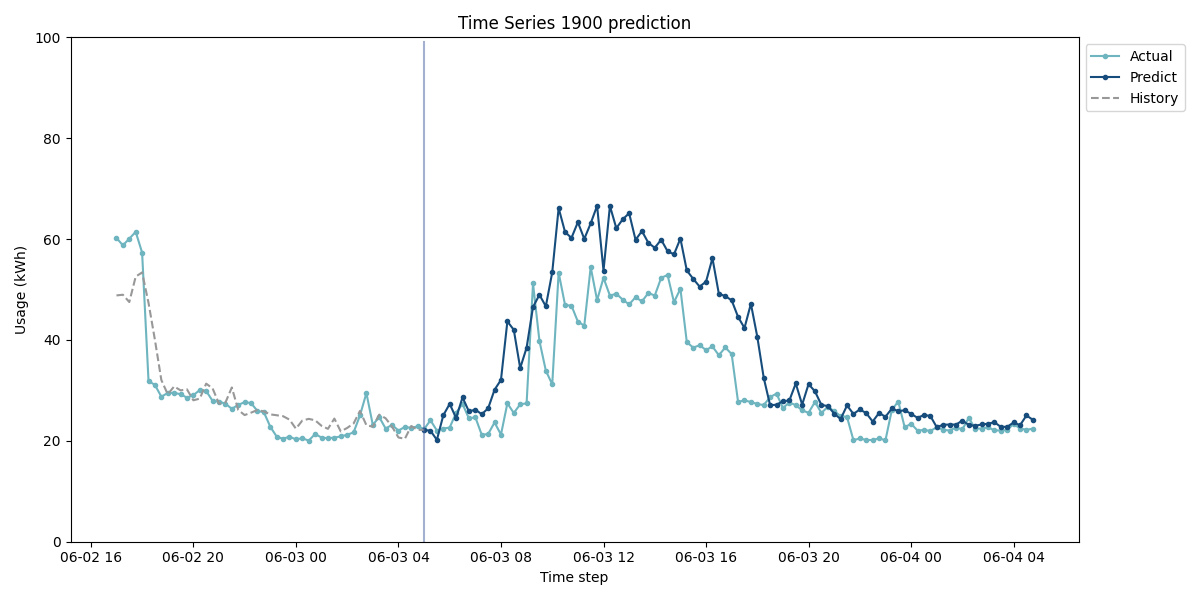 Time Series 1900 prediction
100
80
60
40
20
0
Usage (kWh)
06-02 16
06-02 20
06-03 00
06-03 04
06-03 08
06-03 12
06-03 16
06-03 20
06-04 00
06-04 04
Time step
Actual
Predict
History